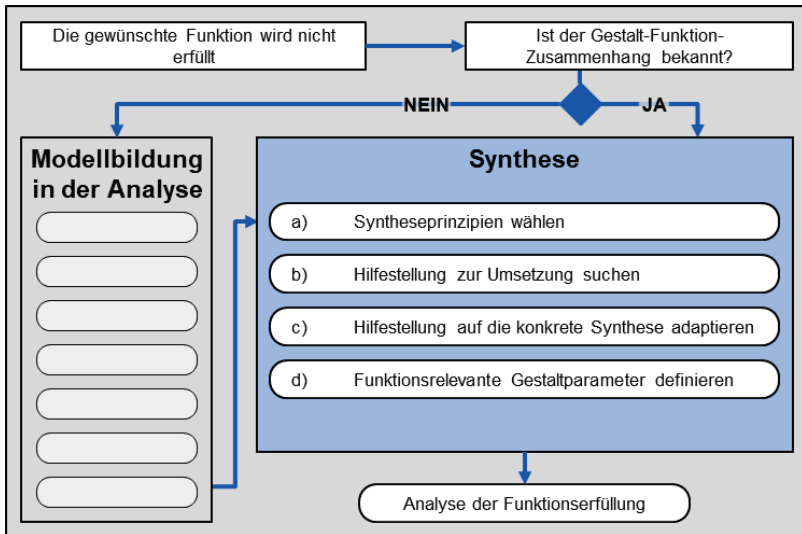 Die gewünschte Funktion wird nicht
erfüllt
Ist der Gestalt-Funktion-
Zusammenhang bekannt?
NEIN
JA
Modellbildung
in der Analyse
Synthese
a) Syntheseprinzipien wählen
b) Hilfestellung zur Umsetzung suchen
c) Hilfestellung auf die konkrete Synthese adaptieren
d) Funktionsrelevante Gestaltparameter definieren
Analyse der Funktionserfüllung